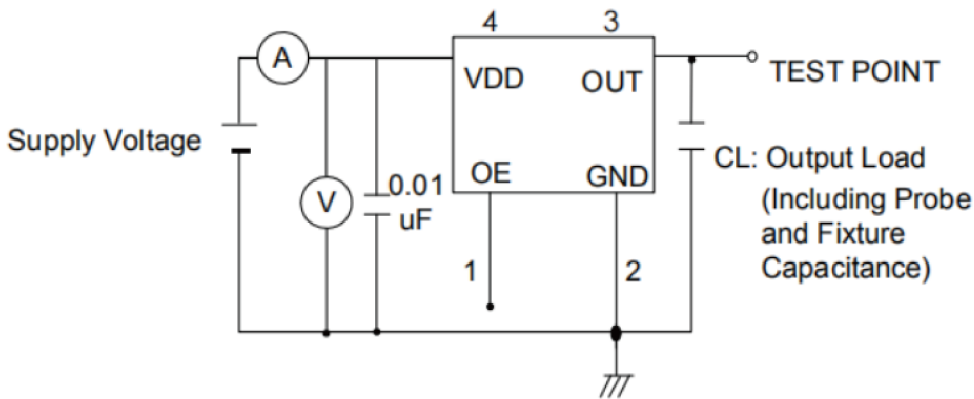 4
3
A
VDD
OUT
TEST POINT
Supply Voltage
OE
GND
CL: Output Load
(Including Probe
and Fixture
Capacitance)
V
0.01
uF
1
2